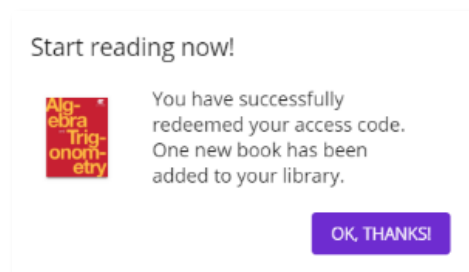 Start reading now!
Alg-
ebra
Trig-
onom-
etry
You have successfully
redeemed your access code.
One new book has been
added to your library.
OK, THANKS!